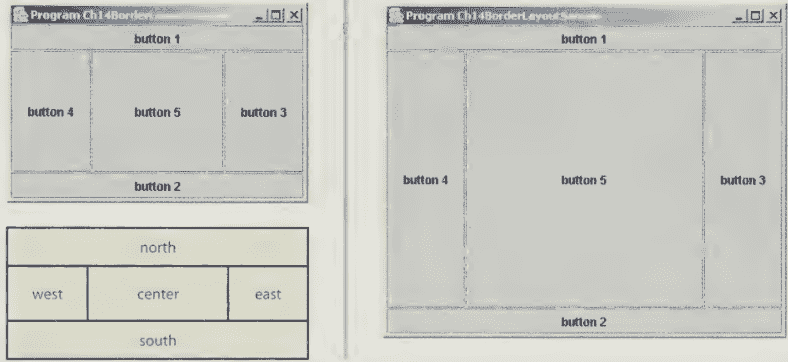 Program Ch14Border
button 1
button 4 button 5 button 3
button 2
north
west center east
south
Program Ch14BorderLayout
button 1
button 4 button 5 button 3
button 2